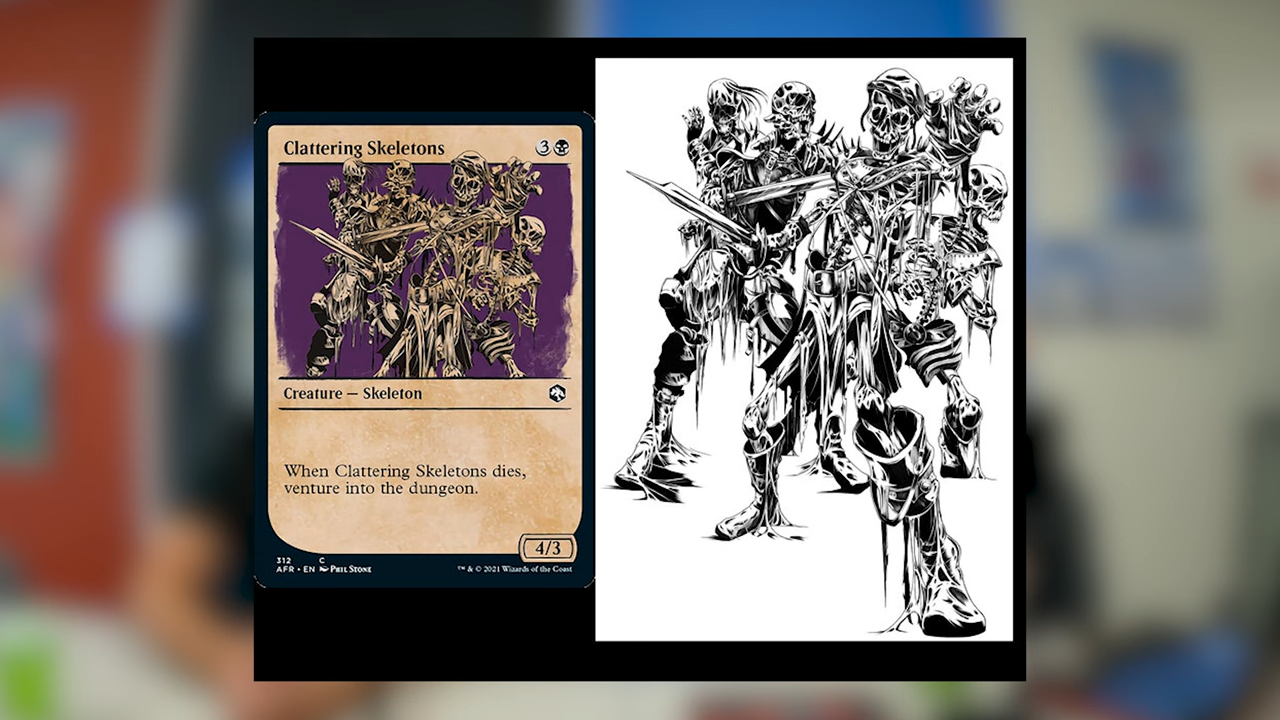 Clattering Skeletons 3
Creature — Skeleton
When Clattering Skeletons dies,
venture into the dungeon.
4/3
312 C
AFR • EN Phil Stone ™ & © 2021 Wizards of the Coast